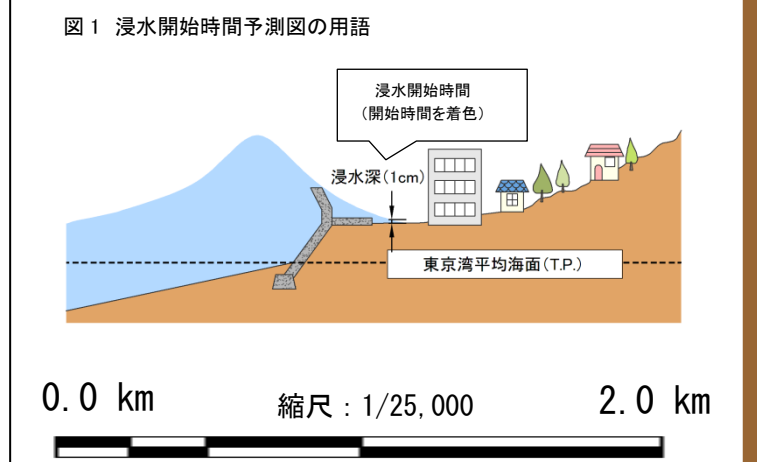 図1 浸水開始時間予測図の用語
浸水開始時間
(開始時間を着色)
浸水深(1cm)
東京湾平均海面(T.P.)
0.0 km
縮尺:1/25,000
2.0 km